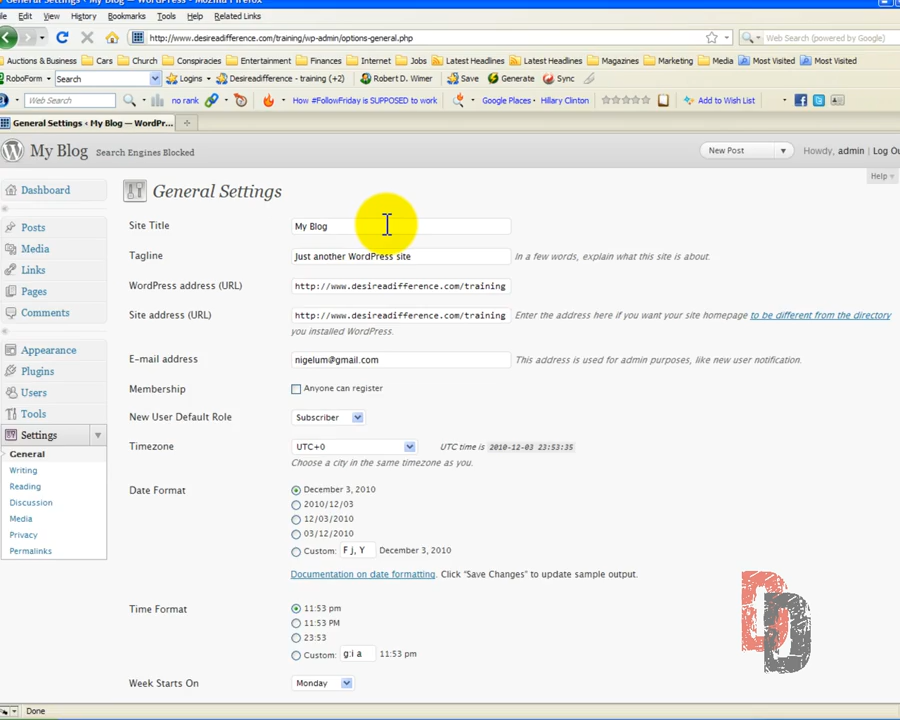 General Settings ‹ My Blog — WordPress - Mozilla Firefox
File Edit View History Bookmarks Tools Help Related Links
http://www.desireadifference.com/training/wp-admin/options-general.php Web Search (powered by Google)
Auctions & Business Cars Church Conspiracies Entertainment Finances Internet Jobs Latest Headlines Latest Headlines Magazines Marketing Media Most Visited Most Visited
RoboForm Search Logins Desireadifference - training (+2) Robert D. Wimer Save Generate Sync
Web Search no rank How #FollowFriday is SUPPOSED to work Google Places Hillary Clinton Add to Wish List
General Settings ‹ My Blog — WordPr...
My Blog Search Engines Blocked New Post Howdy, admin | Log Ou
Help
Dashboard
General Settings
Posts
Media
Links
Pages
Comments
Appearance
Plugins
Users
Tools
Settings
General
Writing
Reading
Discussion
Media
Privacy
Permalinks
Site Title My Blog
Tagline Just another WordPress site In a few words, explain what this site is about.
WordPress address (URL) http://www.desireadifference.com/training
Site address (URL) http://www.desireadifference.com/training Enter the address here if you want your site homepage to be different from the directory
you installed WordPress.
E-mail address nigelum@gmail.com This address is used for admin purposes, like new user notification.
Membership Anyone can register
New User Default Role Subscriber
Timezone UTC+0 UTC time is 2010-12-03 23:53:35
Choose a city in the same timezone as you.
Date Format December 3, 2010
2010/12/03
12/03/2010
03/12/2010
Custom: F j, Y December 3, 2010
Documentation on date formatting. Click "Save Changes" to update sample output.
Time Format 11:53 pm
11:53 PM
23:53
Custom: g:i a 11:53 pm
Week Starts On Monday
DD
Done